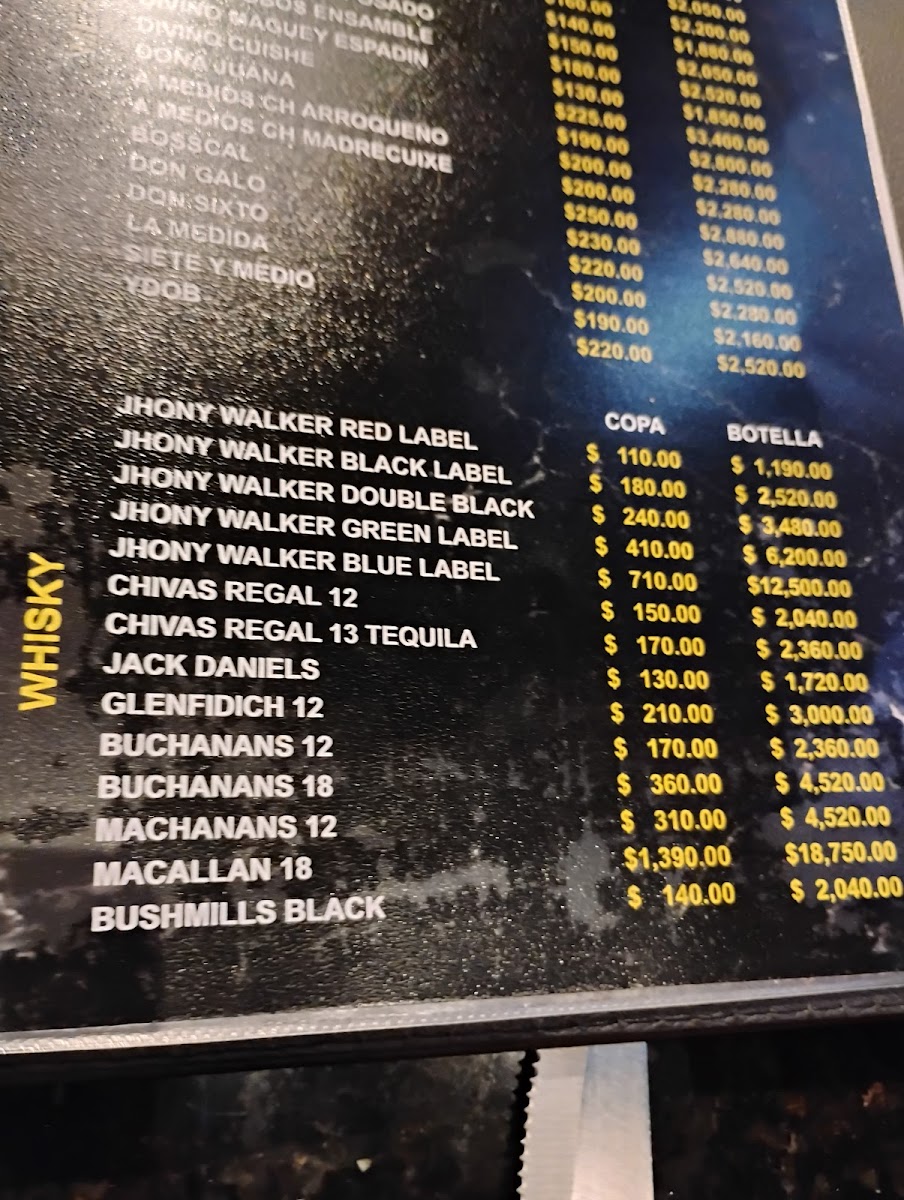 $2,050.00
$160.00 $2,200.00
$140.00 $1,880.00
OSADO $150.00 $2,050.00
ENSAMBLE $180.00 $2,520.00
DIVINO MAGUEY ESPADIN $130.00 $1,850.00
DIVINO CUISHE $225.00 $3,400.00
DOÑA JUANA $190.00 $2,800.00
A MEDIOS CH ARROQUEÑO $200.00 $2,280.00
A MEDIOS CH MADRECUIXE $200.00 $2,280.00
BOSSCAL $250.00 $2,880.00
DON GALO $230.00 $2,640.00
DON SIXTO $220.00 $2,520.00
LA MEDIDA $200.00 $2,280.00
SIETE Y MEDIO $190.00 $2,160.00
YDOB $220.00 $2,520.00
WHISKY
COPA BOTELLA
JHONY WALKER RED LABEL $ 110.00 $ 1,190.00
JHONY WALKER BLACK LABEL $ 180.00 $ 2,520.00
JHONY WALKER DOUBLE BLACK $ 240.00 $ 3,480.00
JHONY WALKER GREEN LABEL $ 410.00 $ 6,200.00
JHONY WALKER BLUE LABEL $ 710.00 $12,500.00
CHIVAS REGAL 12 $ 150.00 $ 2,040.00
CHIVAS REGAL 13 TEQUILA $ 170.00 $ 2,360.00
JACK DANIELS $ 130.00 $ 1,720.00
GLENFIDICH 12 $ 210.00 $ 3,000.00
BUCHANANS 12 $ 170.00 $ 2,360.00
BUCHANANS 18 $ 360.00 $ 4,520.00
MACHANANS 12 $ 310.00 $ 4,520.00
MACALLAN 18 $1,390.00 $18,750.00
BUSHMILLS BLACK $ 140.00 $ 2,040.00